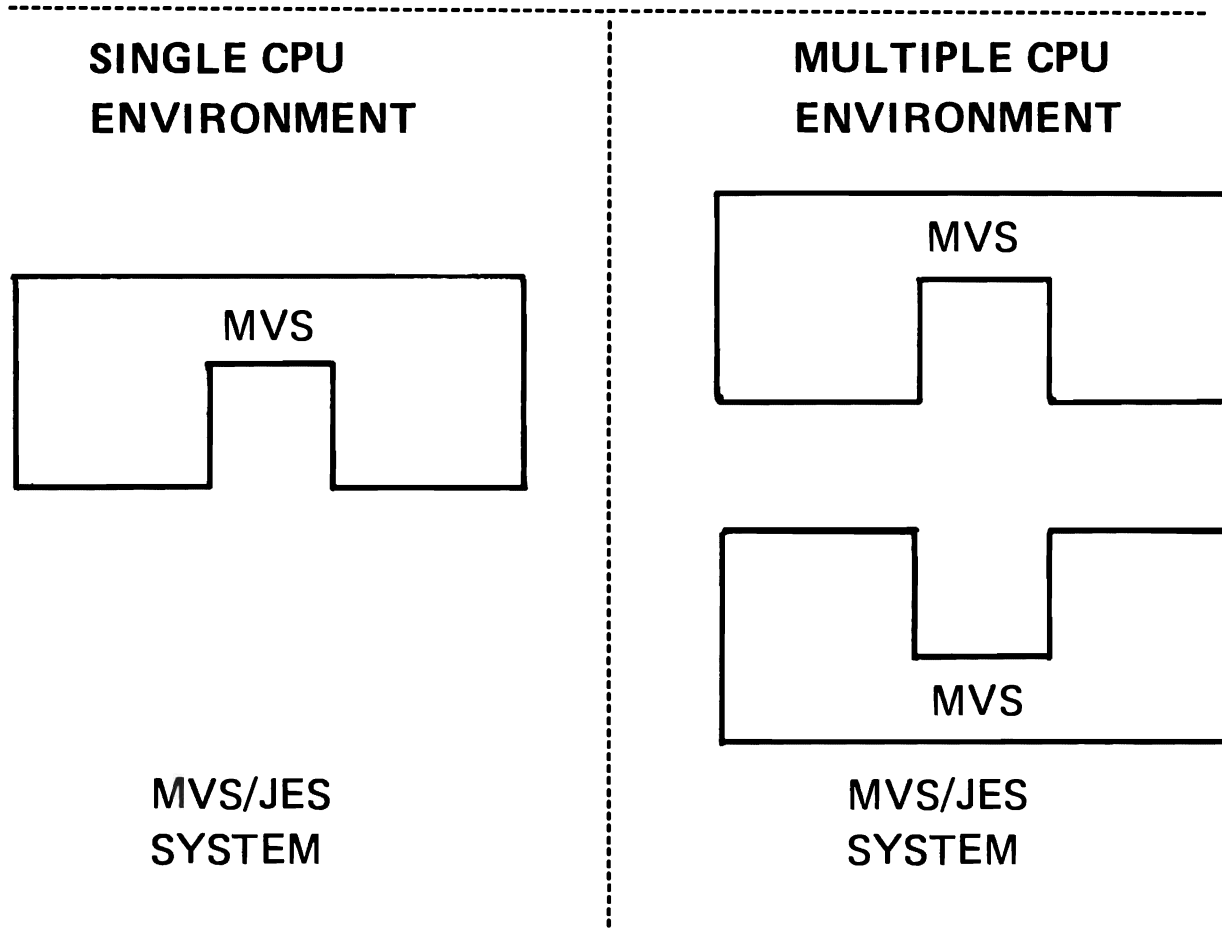 SINGLE CPU
ENVIRONMENT
MVS
MVS/JES
SYSTEM
MULTIPLE CPU
ENVIRONMENT
MVS
MVS
MVS/JES
SYSTEM